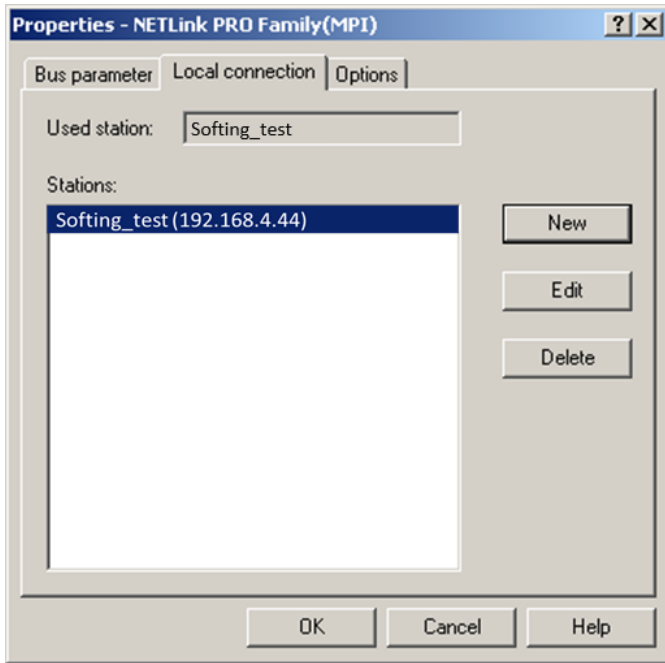 Properties - NETLink PRO Family(MPI)
Bus parameter Local connection Options
Used station: Softing_test
Stations:
Softing_test (192.168.4.44)
New
Edit
Delete
OK Cancel Help